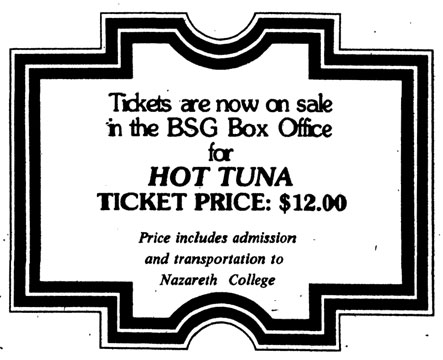 Tickets are now on sale
in the BSG Box Office
for
HOT TUNA
TICKET PRICE: $12.00
Price includes admission
and transportation to
Nazareth College